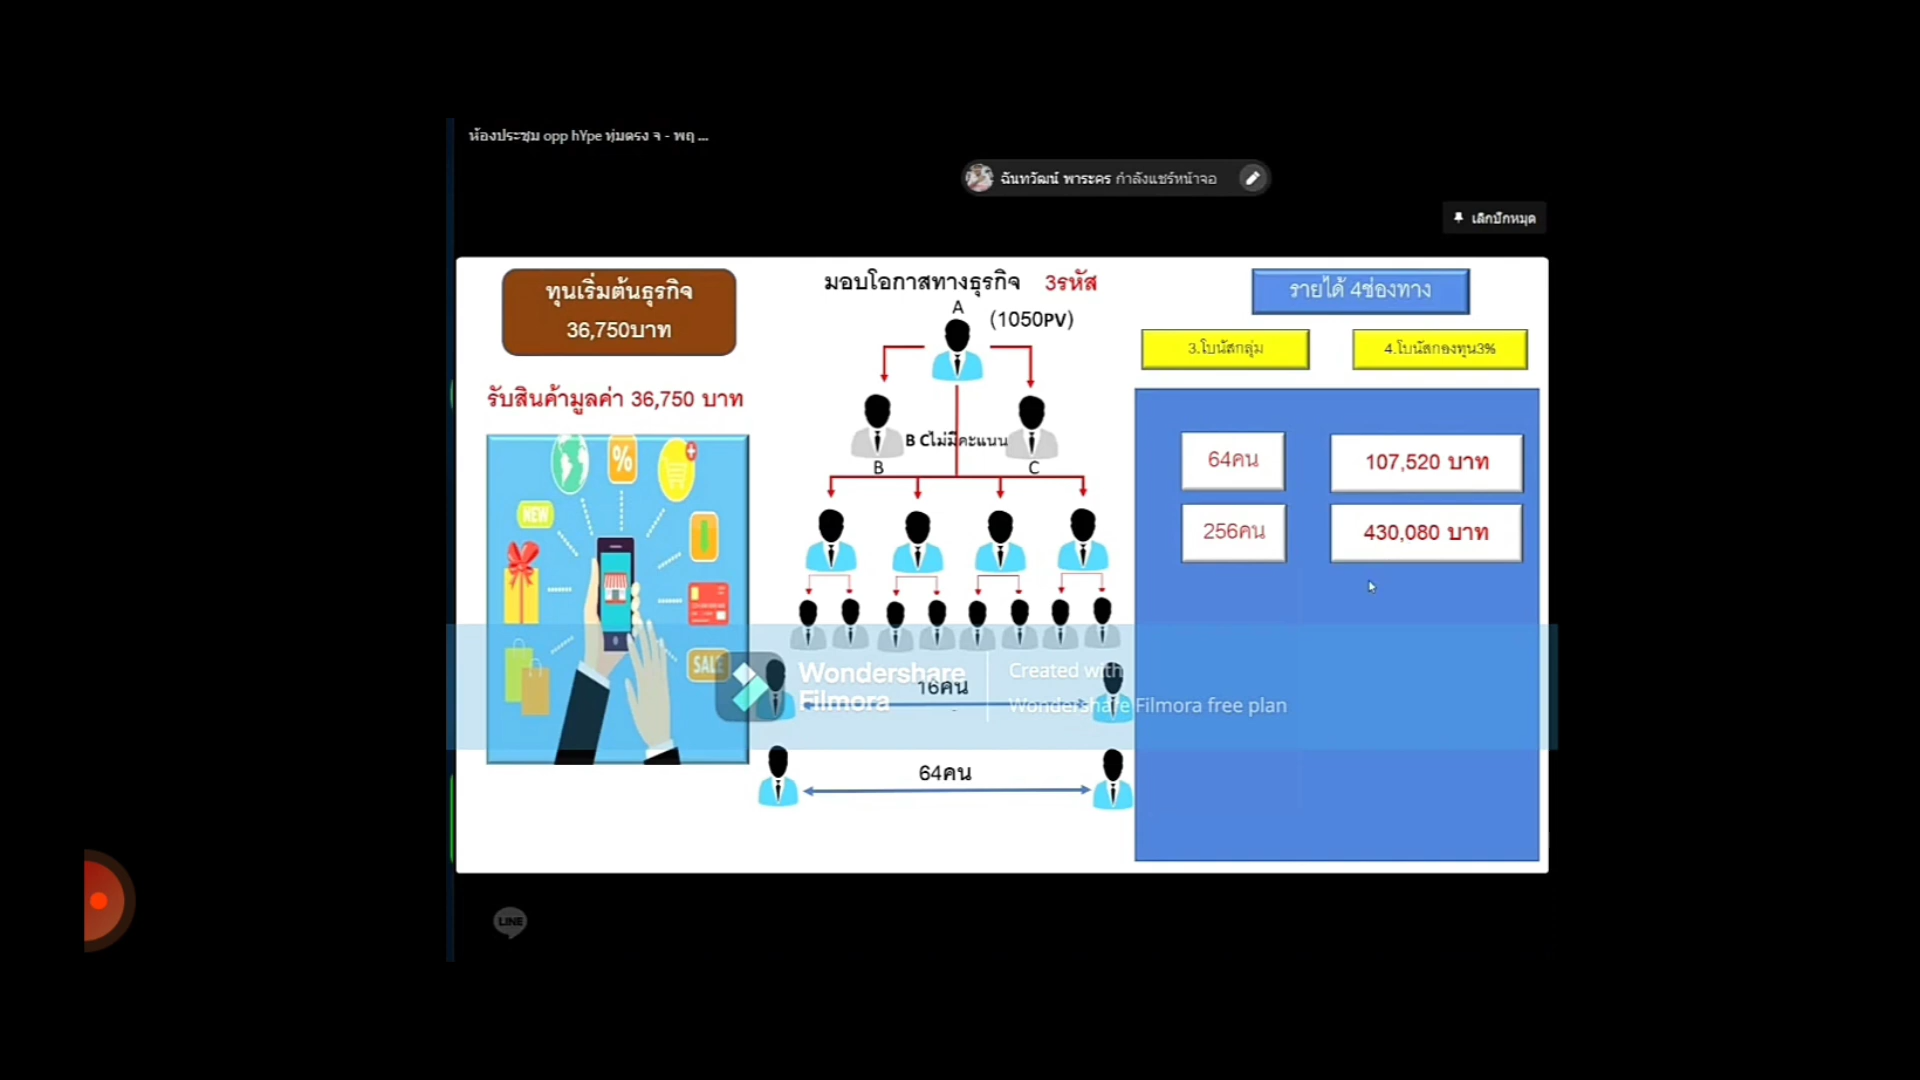 ห้องประชุม opp hYpe ทุ่มตรง จ - พฤ ...
ฉันทวัฒน์ พาระคร กำลังแชร์หน้าจอ
เลิกปักหมุด
ทุนเริ่มต้นธุรกิจ
36,750บาท
รับสินค้ามูลค่า 36,750 บาท
%
NEW
SALE
มอบโอกาสทางธุรกิจ 3รหัส
A
(1050PV)
B Cไม่มีคะแนน
B
C
16คน
64คน
รายได้ 4ช่องทาง
3.โบนัสกลุ่ม
4.โบนัสกองทุน3%
64คน
107,520 บาท
256คน
430,080 บาท
Wondershare
Filmora
Created with
Wondershare Filmora free plan
LINE